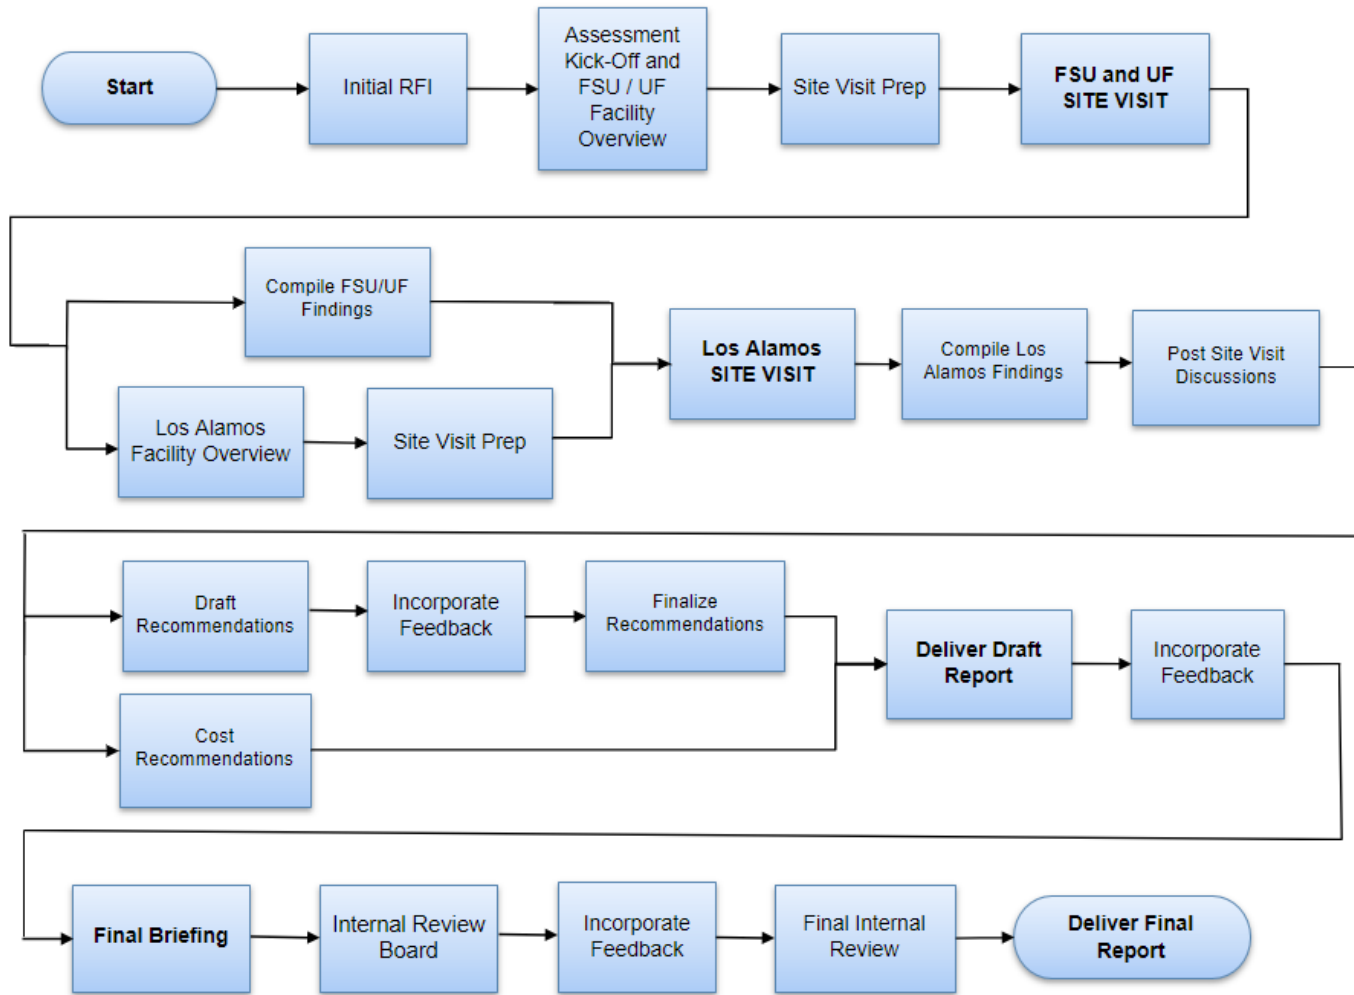 Start
Initial RFI
Assessment
Kick-Off and
FSU / UF
Facility
Overview
Site Visit Prep
FSU and UF
SITE VISIT
Compile FSU/UF
Findings
Los Alamos
Facility Overview
Site Visit Prep
Los Alamos
SITE VISIT
Compile Los
Alamos Findings
Post Site Visit
Discussions
Draft
Recommendations
Incorporate
Feedback
Finalize
Recommendations
Cost
Recommendations
Deliver Draft
Report
Incorporate
Feedback
Final Briefing
Internal Review
Board
Incorporate
Feedback
Final Internal
Review
Deliver Final
Report